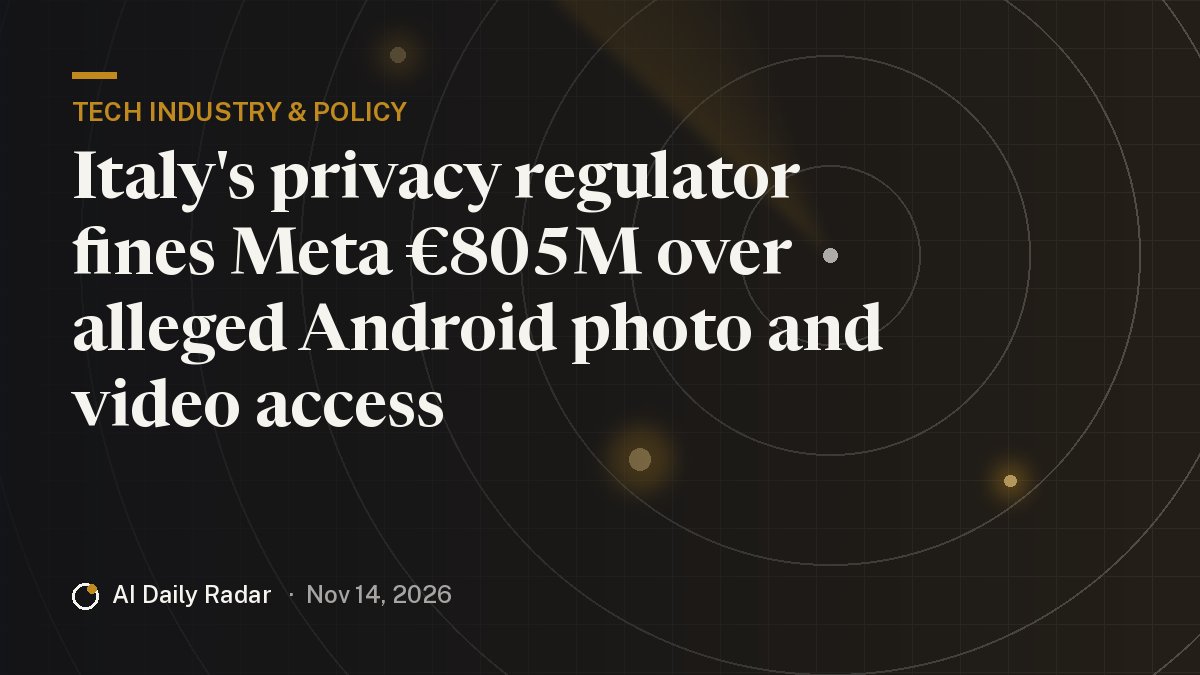 TECH INDUSTRY & POLICY
Italy's privacy regulator
fines Meta €805M over
alleged Android photo and
video access
AI Daily Radar · Nov 14, 2026